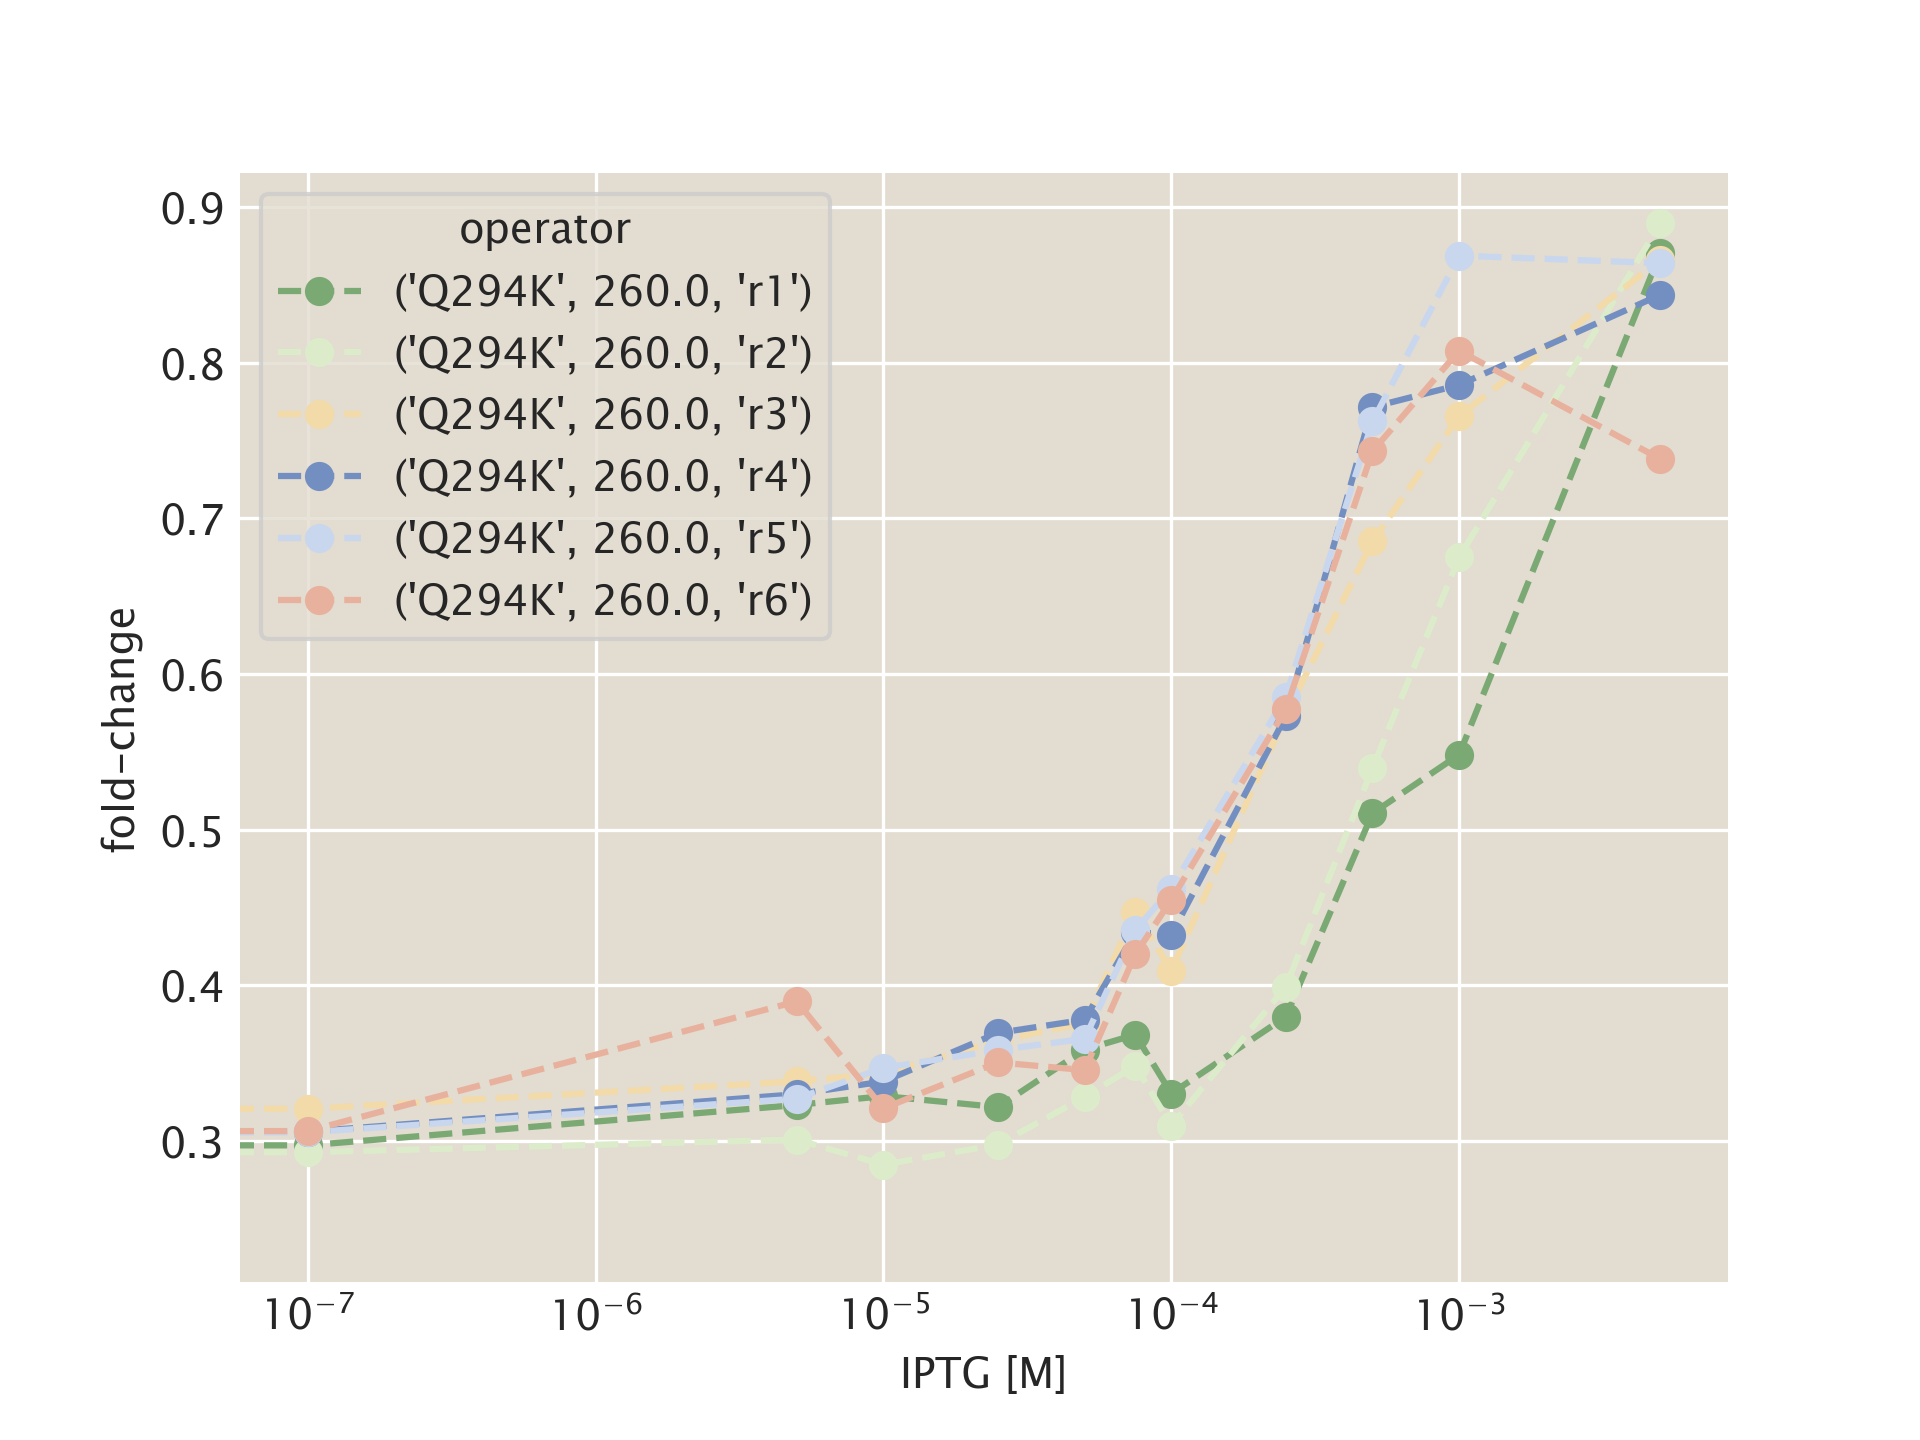 operator
('Q294K', 260.0, 'r1')
('Q294K', 260.0, 'r2')
('Q294K', 260.0, 'r3')
('Q294K', 260.0, 'r4')
('Q294K', 260.0, 'r5')
('Q294K', 260.0, 'r6')
fold-change
0.9
0.8
0.7
0.6
0.5
0.4
0.3
10⁻⁷ 10⁻⁶ 10⁻⁵ 10⁻⁴ 10⁻³
IPTG [M]